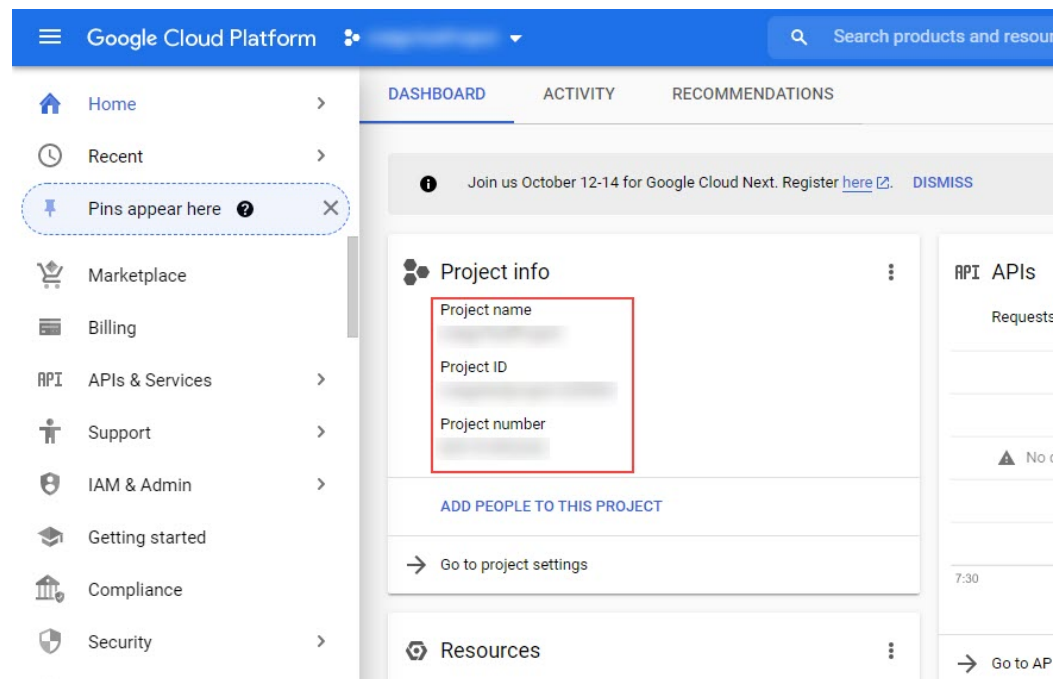 Google Cloud Platform
Search products and resour
Home
Recent
Pins appear here
Marketplace
Billing
API APIs & Services
Support
IAM & Admin
Getting started
Compliance
Security
DASHBOARD ACTIVITY RECOMMENDATIONS
Join us October 12-14 for Google Cloud Next. Register here. DISMISS
Project info
Project name
Project ID
Project number
ADD PEOPLE TO THIS PROJECT
Go to project settings
Resources
API APIs
Requests
No
7:30
Go to AP